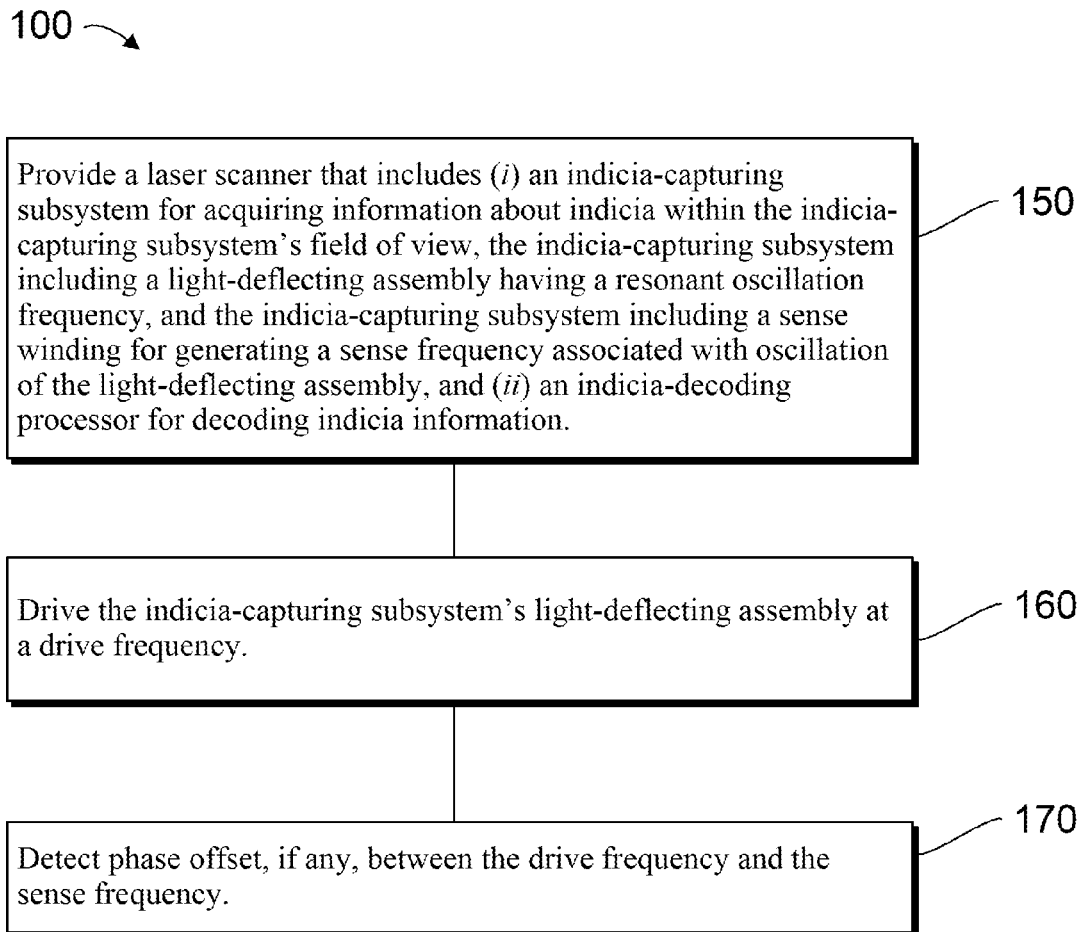 100
Provide a laser scanner that includes (i) an indicia-capturing
subsystem for acquiring information about indicia within the indicia-
capturing subsystem’s field of view, the indicia-capturing subsystem
including a light-deflecting assembly having a resonant oscillation
frequency, and the indicia-capturing subsystem including a sense
winding for generating a sense frequency associated with oscillation
of the light-deflecting assembly, and (ii) an indicia-decoding
processor for decoding indicia information.
150
Drive the indicia-capturing subsystem’s light-deflecting assembly at
a drive frequency.
160
Detect phase offset, if any, between the drive frequency and the
sense frequency.
170